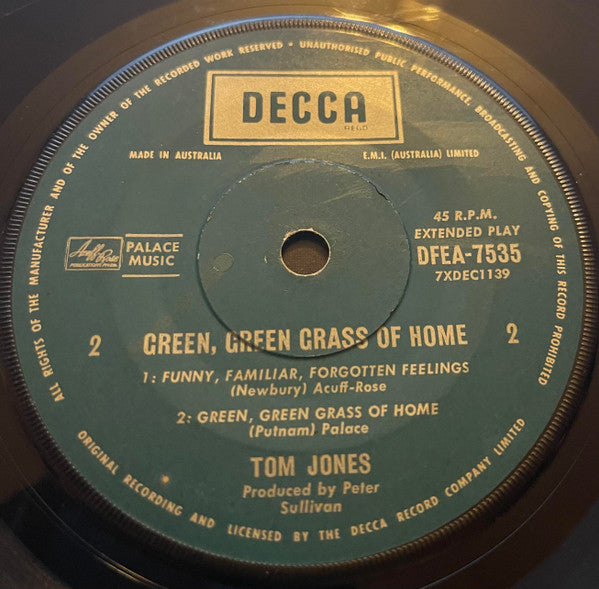 ALL RIGHTS OF THE MANUFACTURER AND OF THE OWNER OF THE RECORDED WORK RESERVED • UNAUTHORISED PUBLIC PERFORMANCE, BROADCASTING AND COPYING OF THIS RECORD PROHIBITED
DECCA
REGD
MADE IN AUSTRALIA
E.M.I. (AUSTRALIA) LIMITED
Acuff Rose
PALACE
MUSIC
45 R.P.M.
EXTENDED PLAY
DFEA-7535
7XDEC1139
2 GREEN, GREEN GRASS OF HOME 2
1: FUNNY, FAMILIAR, FORGOTTEN FEELINGS
(Newbury) Acuff-Rose
2: GREEN, GREEN GRASS OF HOME
(Putnam) Palace
TOM JONES
Produced by Peter
Sullivan
ORIGINAL RECORDING AND LICENSED BY THE DECCA RECORD COMPANY LIMITED